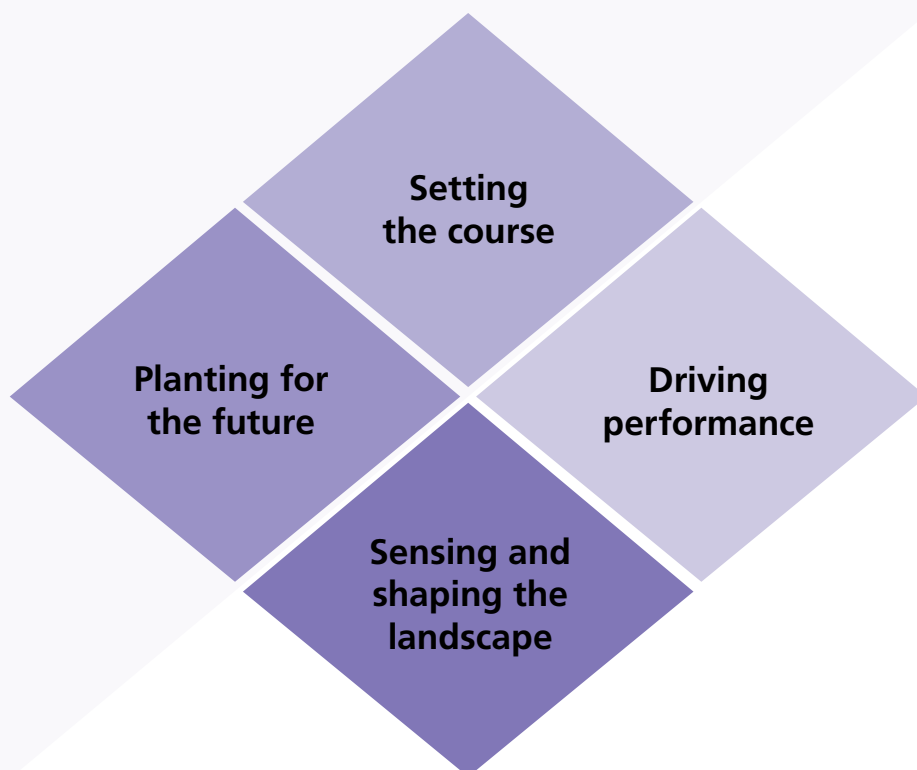 Setting
the course
Planting for
the future
Driving
performance
Sensing and
shaping the
landscape